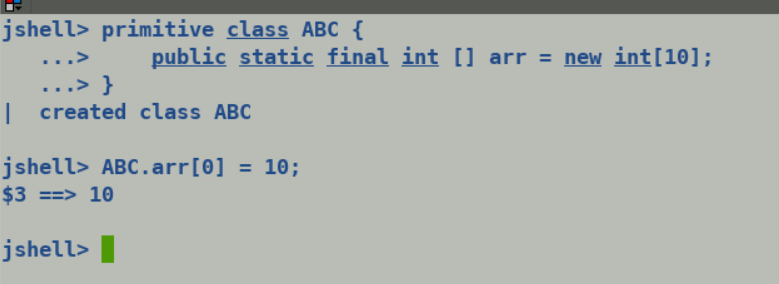 jshell> primitive class ABC {
   ...>     public static final int [] arr = new int[10];
   ...> }
|  created class ABC
jshell> ABC.arr[0] = 10;
$3 ==> 10
jshell>